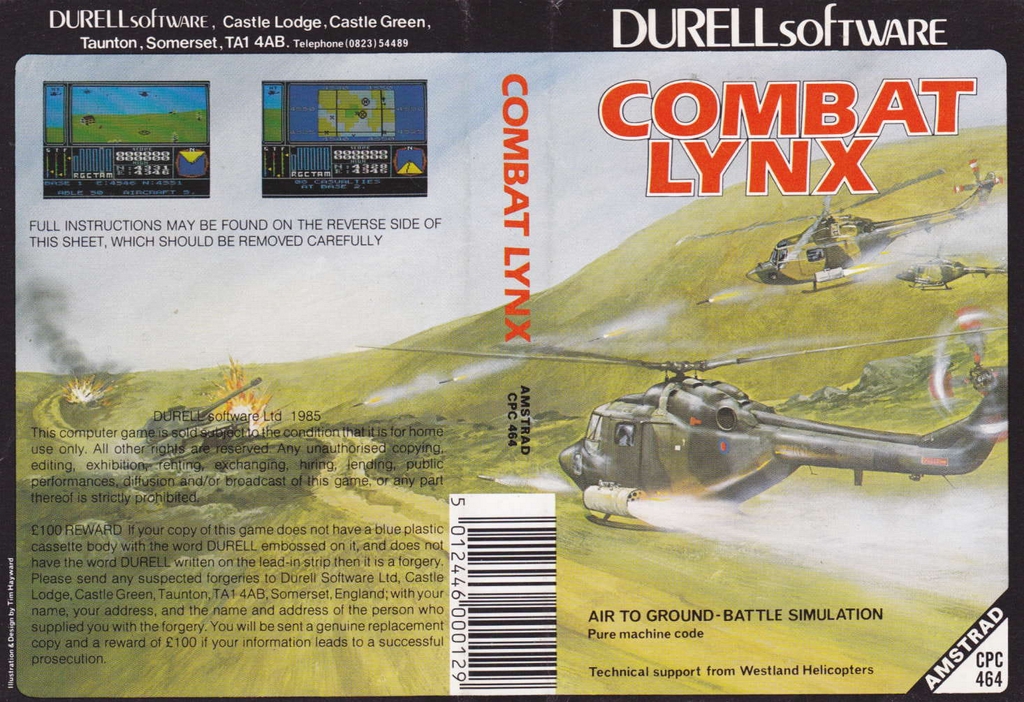 DURELL SOfTWARE, Castle Lodge, Castle Green,
Taunton, Somerset, TA1 4AB. Telephone (0823) 54489
FULL INSTRUCTIONS MAY BE FOUND ON THE REVERSE SIDE OF
THIS SHEET, WHICH SHOULD BE REMOVED CAREFULLY
DURELL software Ltd 1985
This computer game is sold subject to the condition that it is for home
use only. All other rights are reserved. Any unauthorised copying,
editing, exhibition, renting, exchanging, hiring, lending, public
performances, diffusion and/or broadcast of this game, or any part
thereof is strictly prohibited.
£100 REWARD If your copy of this game does not have a blue plastic
cassette body with the word DURELL embossed on it, and does not
have the word DURELL written on the lead-in strip then it is a forgery.
Please send any suspected forgeries to Durell Software Ltd, Castle
Lodge, Castle Green, Taunton, TA1 4AB, Somerset, England; with your
name, your address, and the name and address of the person who
supplied you with the forgery. You will be sent a genuine replacement
copy and a reward of £100 if your information leads to a successful
prosecution.
Illustration & Design by Tim Hayward
COMBAT LYNX
AMSTRAD
CPC 464
5 012446 000129
DURELL SOfTWARE
COMBAT
LYNX
AIR TO GROUND-BATTLE SIMULATION
Pure machine code
Technical support from Westland Helicopters
AMSTRAD
CPC
464